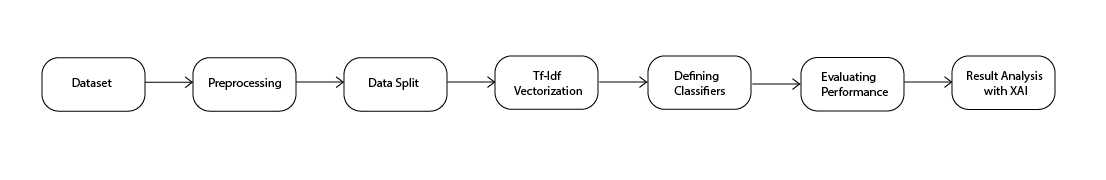 Dataset
Preprocessing
Data Split
Tf-Idf
Vectorization
Defining
Classifiers
Evaluating
Performance
Result Analysis
with XAI